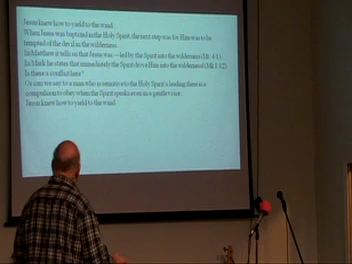 Jesus knew how to yield to the wind.
When Jesus was baptized in the Holy Spirit, the next step was for Him was to be
tempted of the devil in the wilderness.
In Matthew it tells us that Jesus was —led by the Spirit into the wilderness (Mt. 4:1)
In Mark he states that immediately the Spirit drove Him into the wilderness (Mk 1:12)
Is there a conflict here?
Or can we say to a man who is sensitive to the Holy Spirit's leading there is a
compulsion to obey when the Spirit speaks even in a gentle voice.
Jesus knew how to yield to the wind.